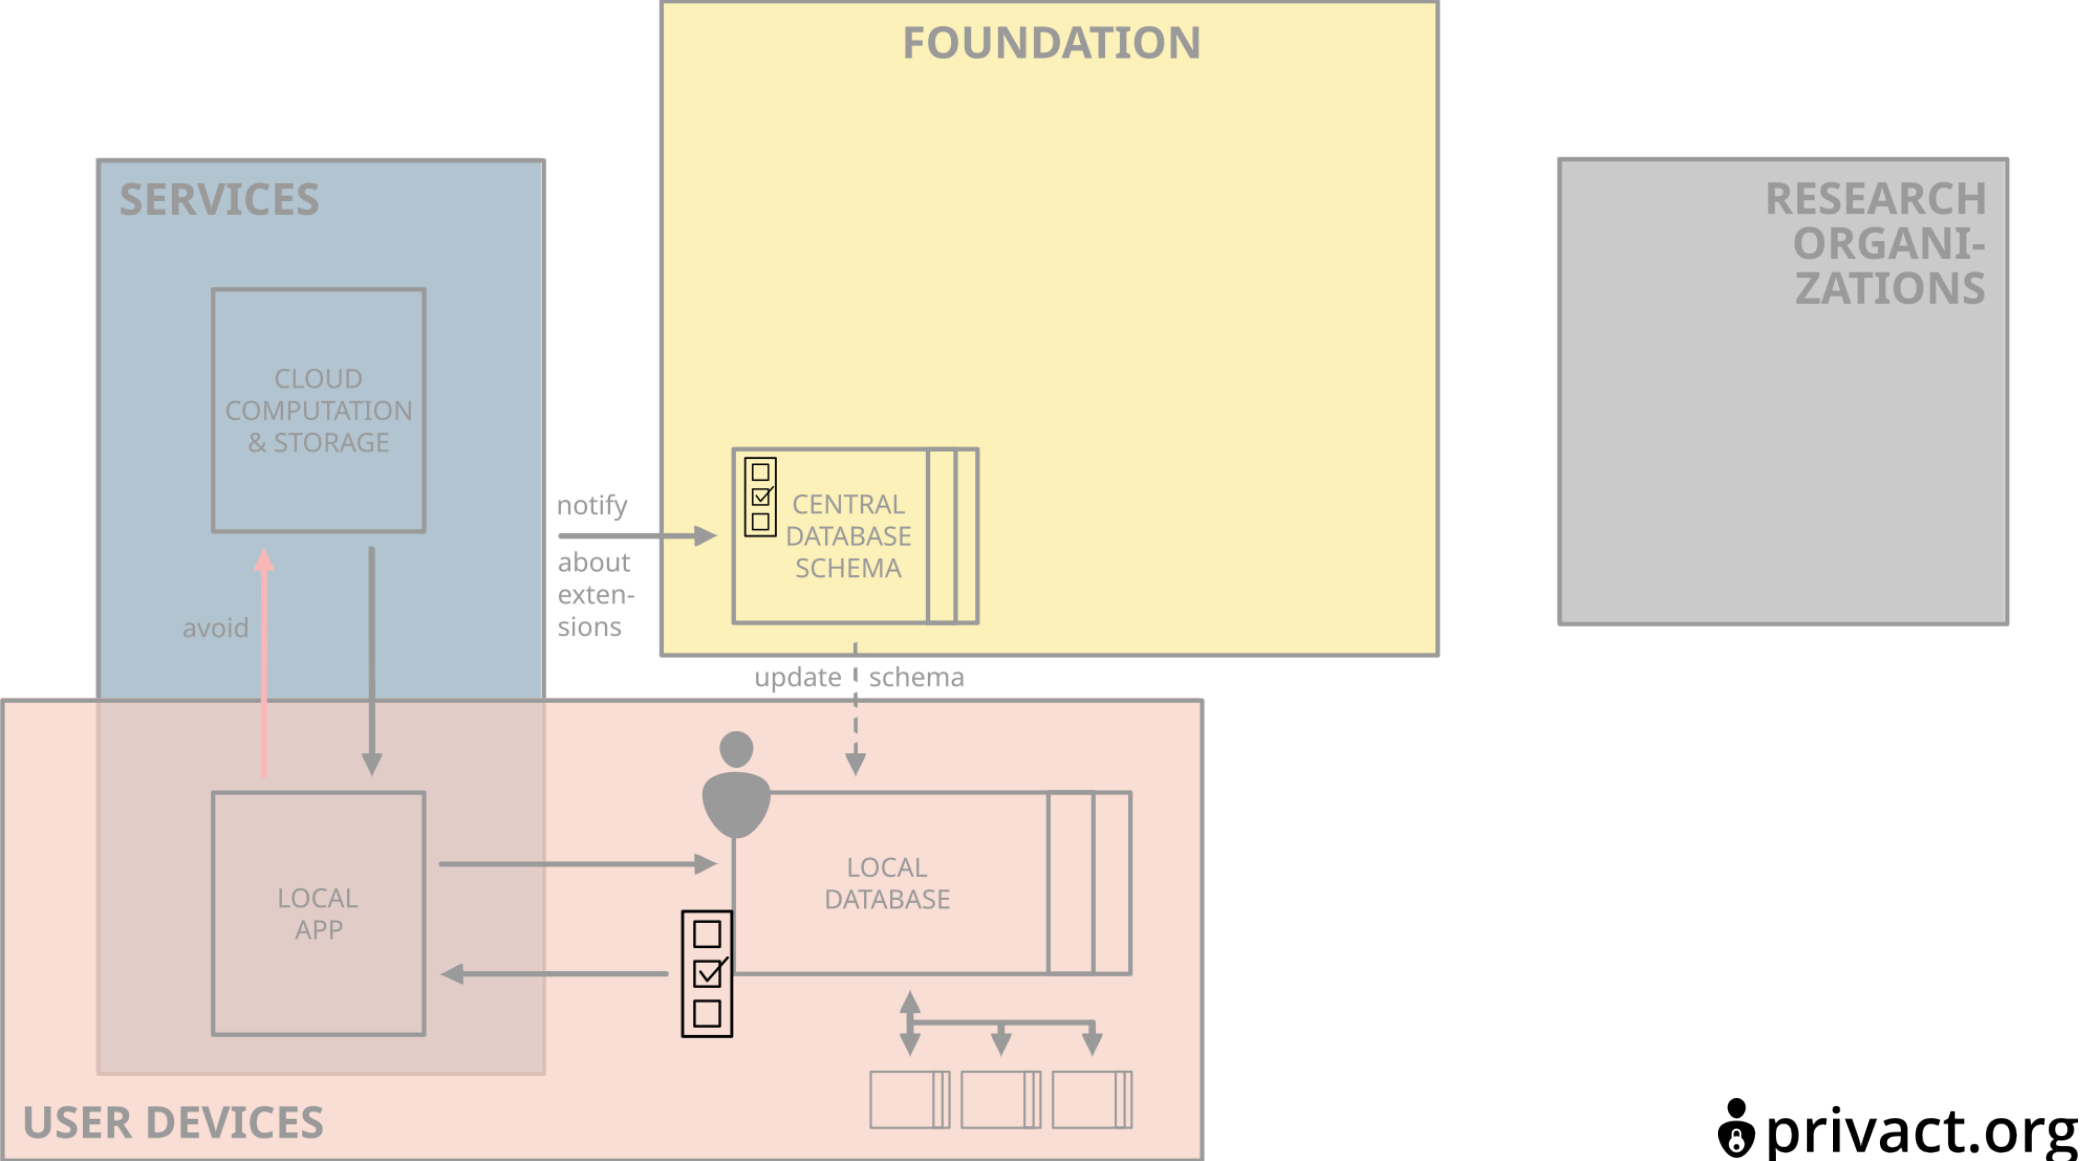 FOUNDATION
SERVICES
RESEARCH
ORGANI-
ZATIONS
CLOUD
COMPUTATION
& STORAGE
notify
about
exten-
sions
CENTRAL
DATABASE
SCHEMA
avoid
update schema
LOCAL
APP
LOCAL
DATABASE
USER DEVICES
privact.org